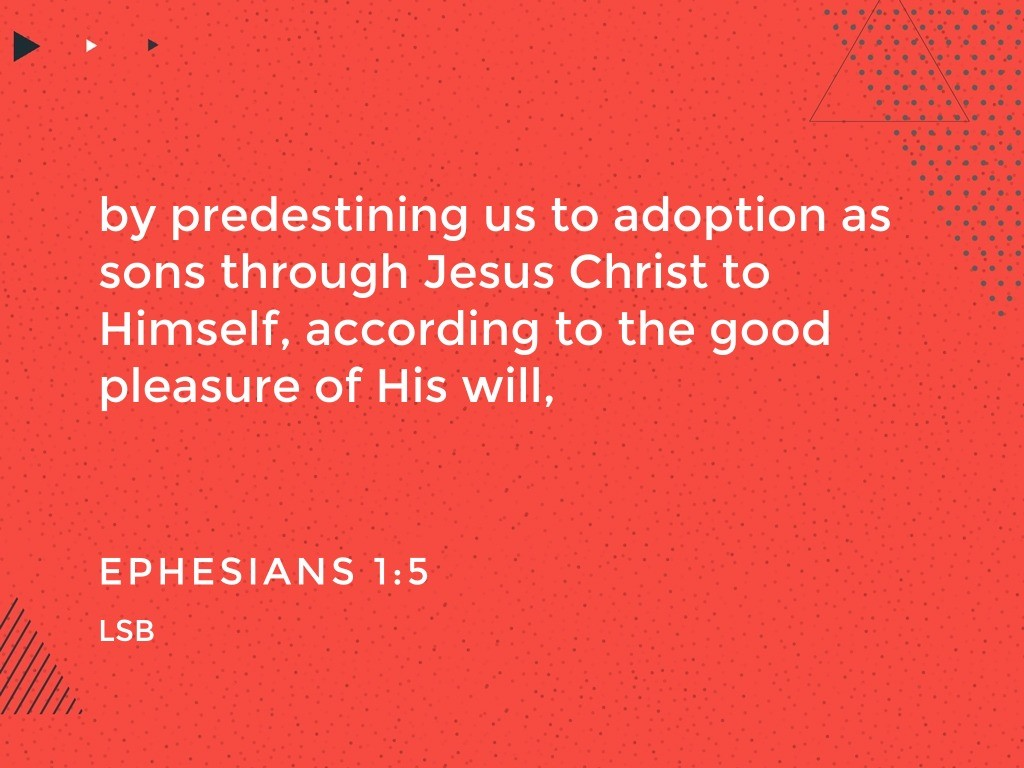 by predestining us to adoption as
sons through Jesus Christ to
Himself, according to the good
pleasure of His will,
EPHESIANS 1:5
LSB